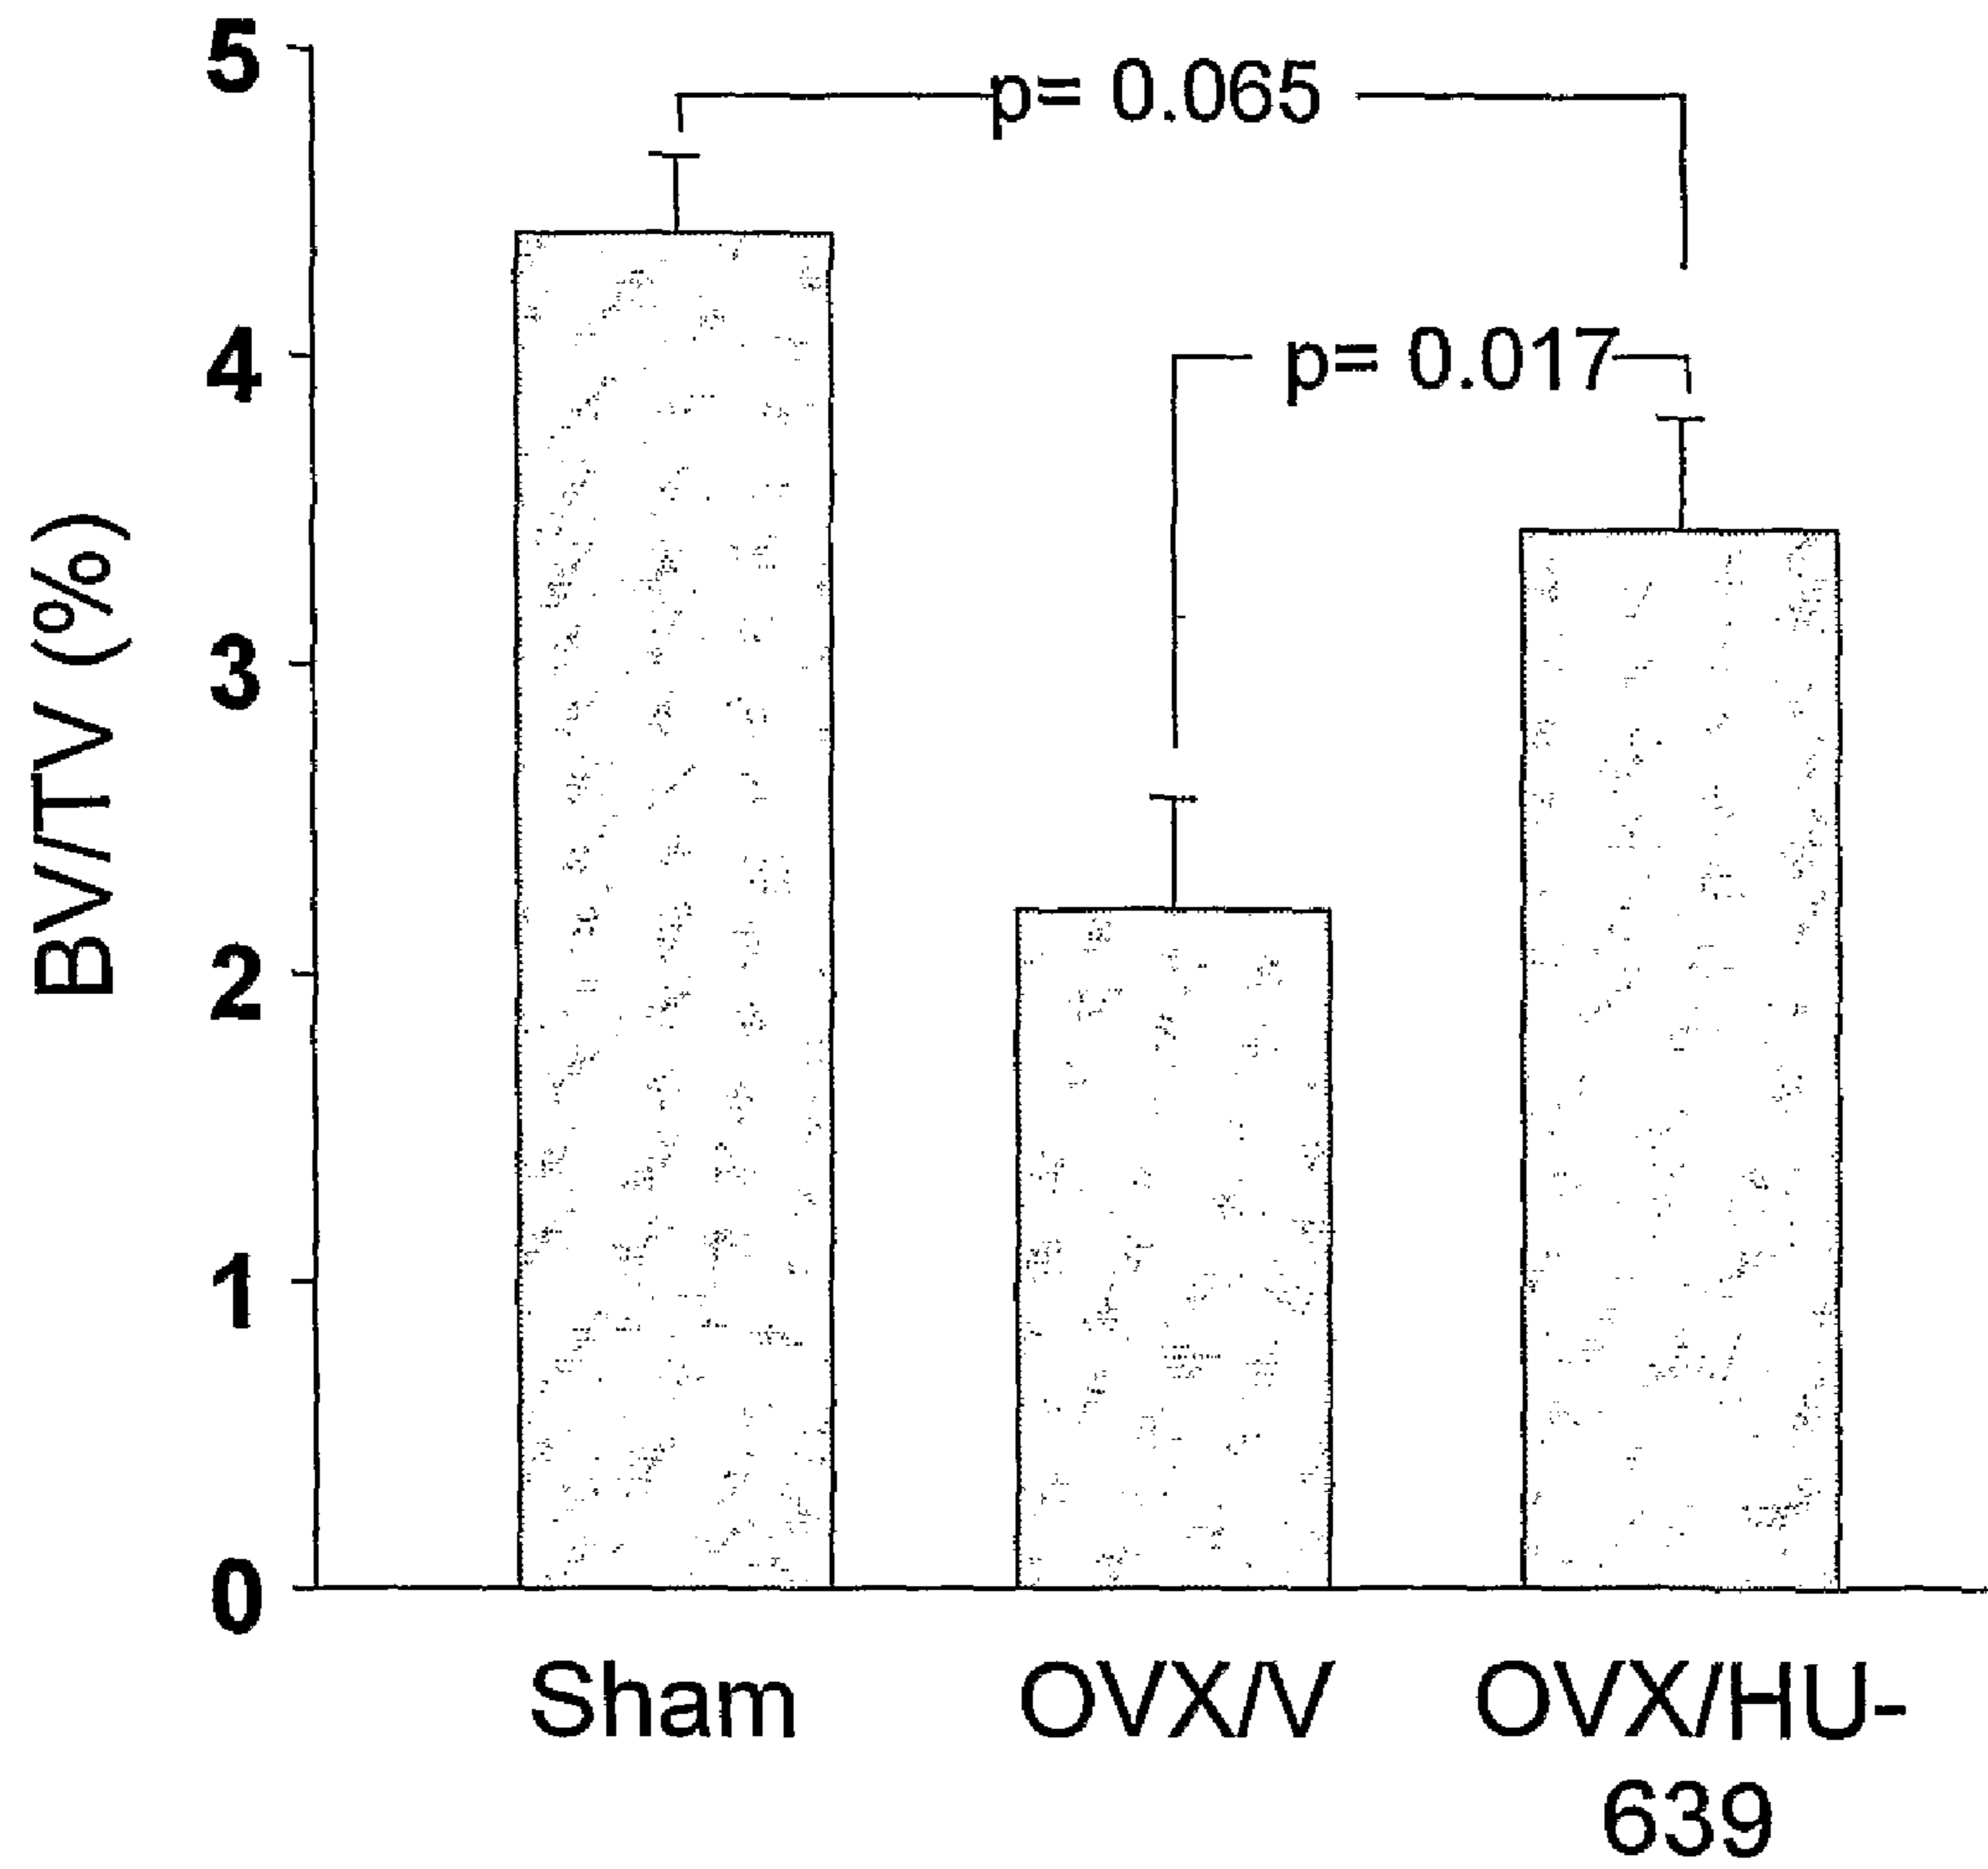 5
p= 0.065
4
p= 0.017
3
BV/TV (%)
2
1
0
Sham
OVX/V
OVX/HU-
639